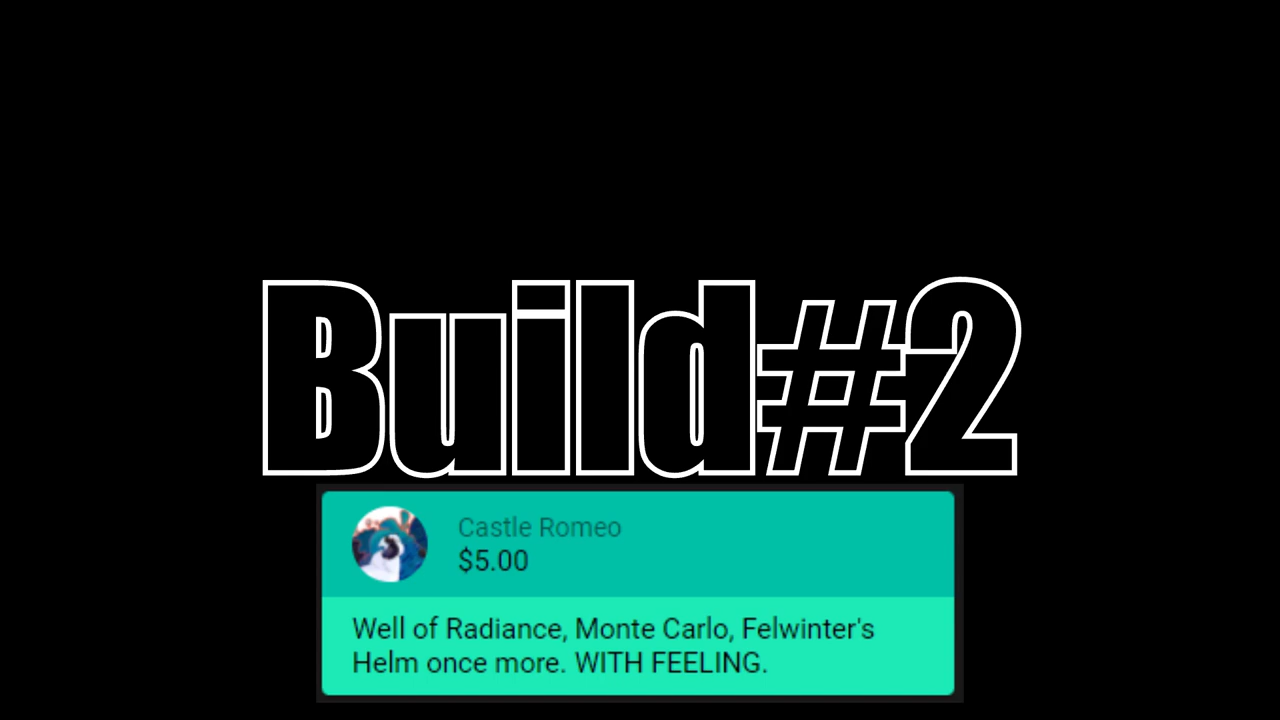 Build#2
Castle Romeo
$5.00
Well of Radiance, Monte Carlo, Felwinter's
Helm once more. WITH FEELING.